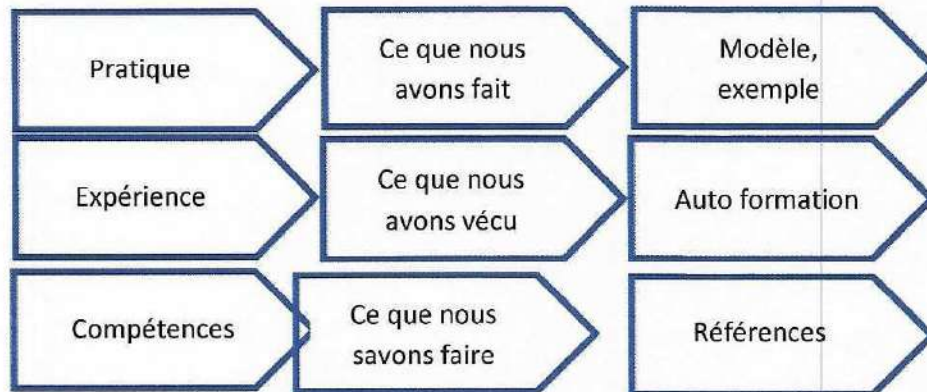 Pratique
Ce que nous
avons fait
Modèle,
exemple
Expérience
Ce que nous
avons vécu
Auto formation
Compétences
Ce que nous
savons faire
Références